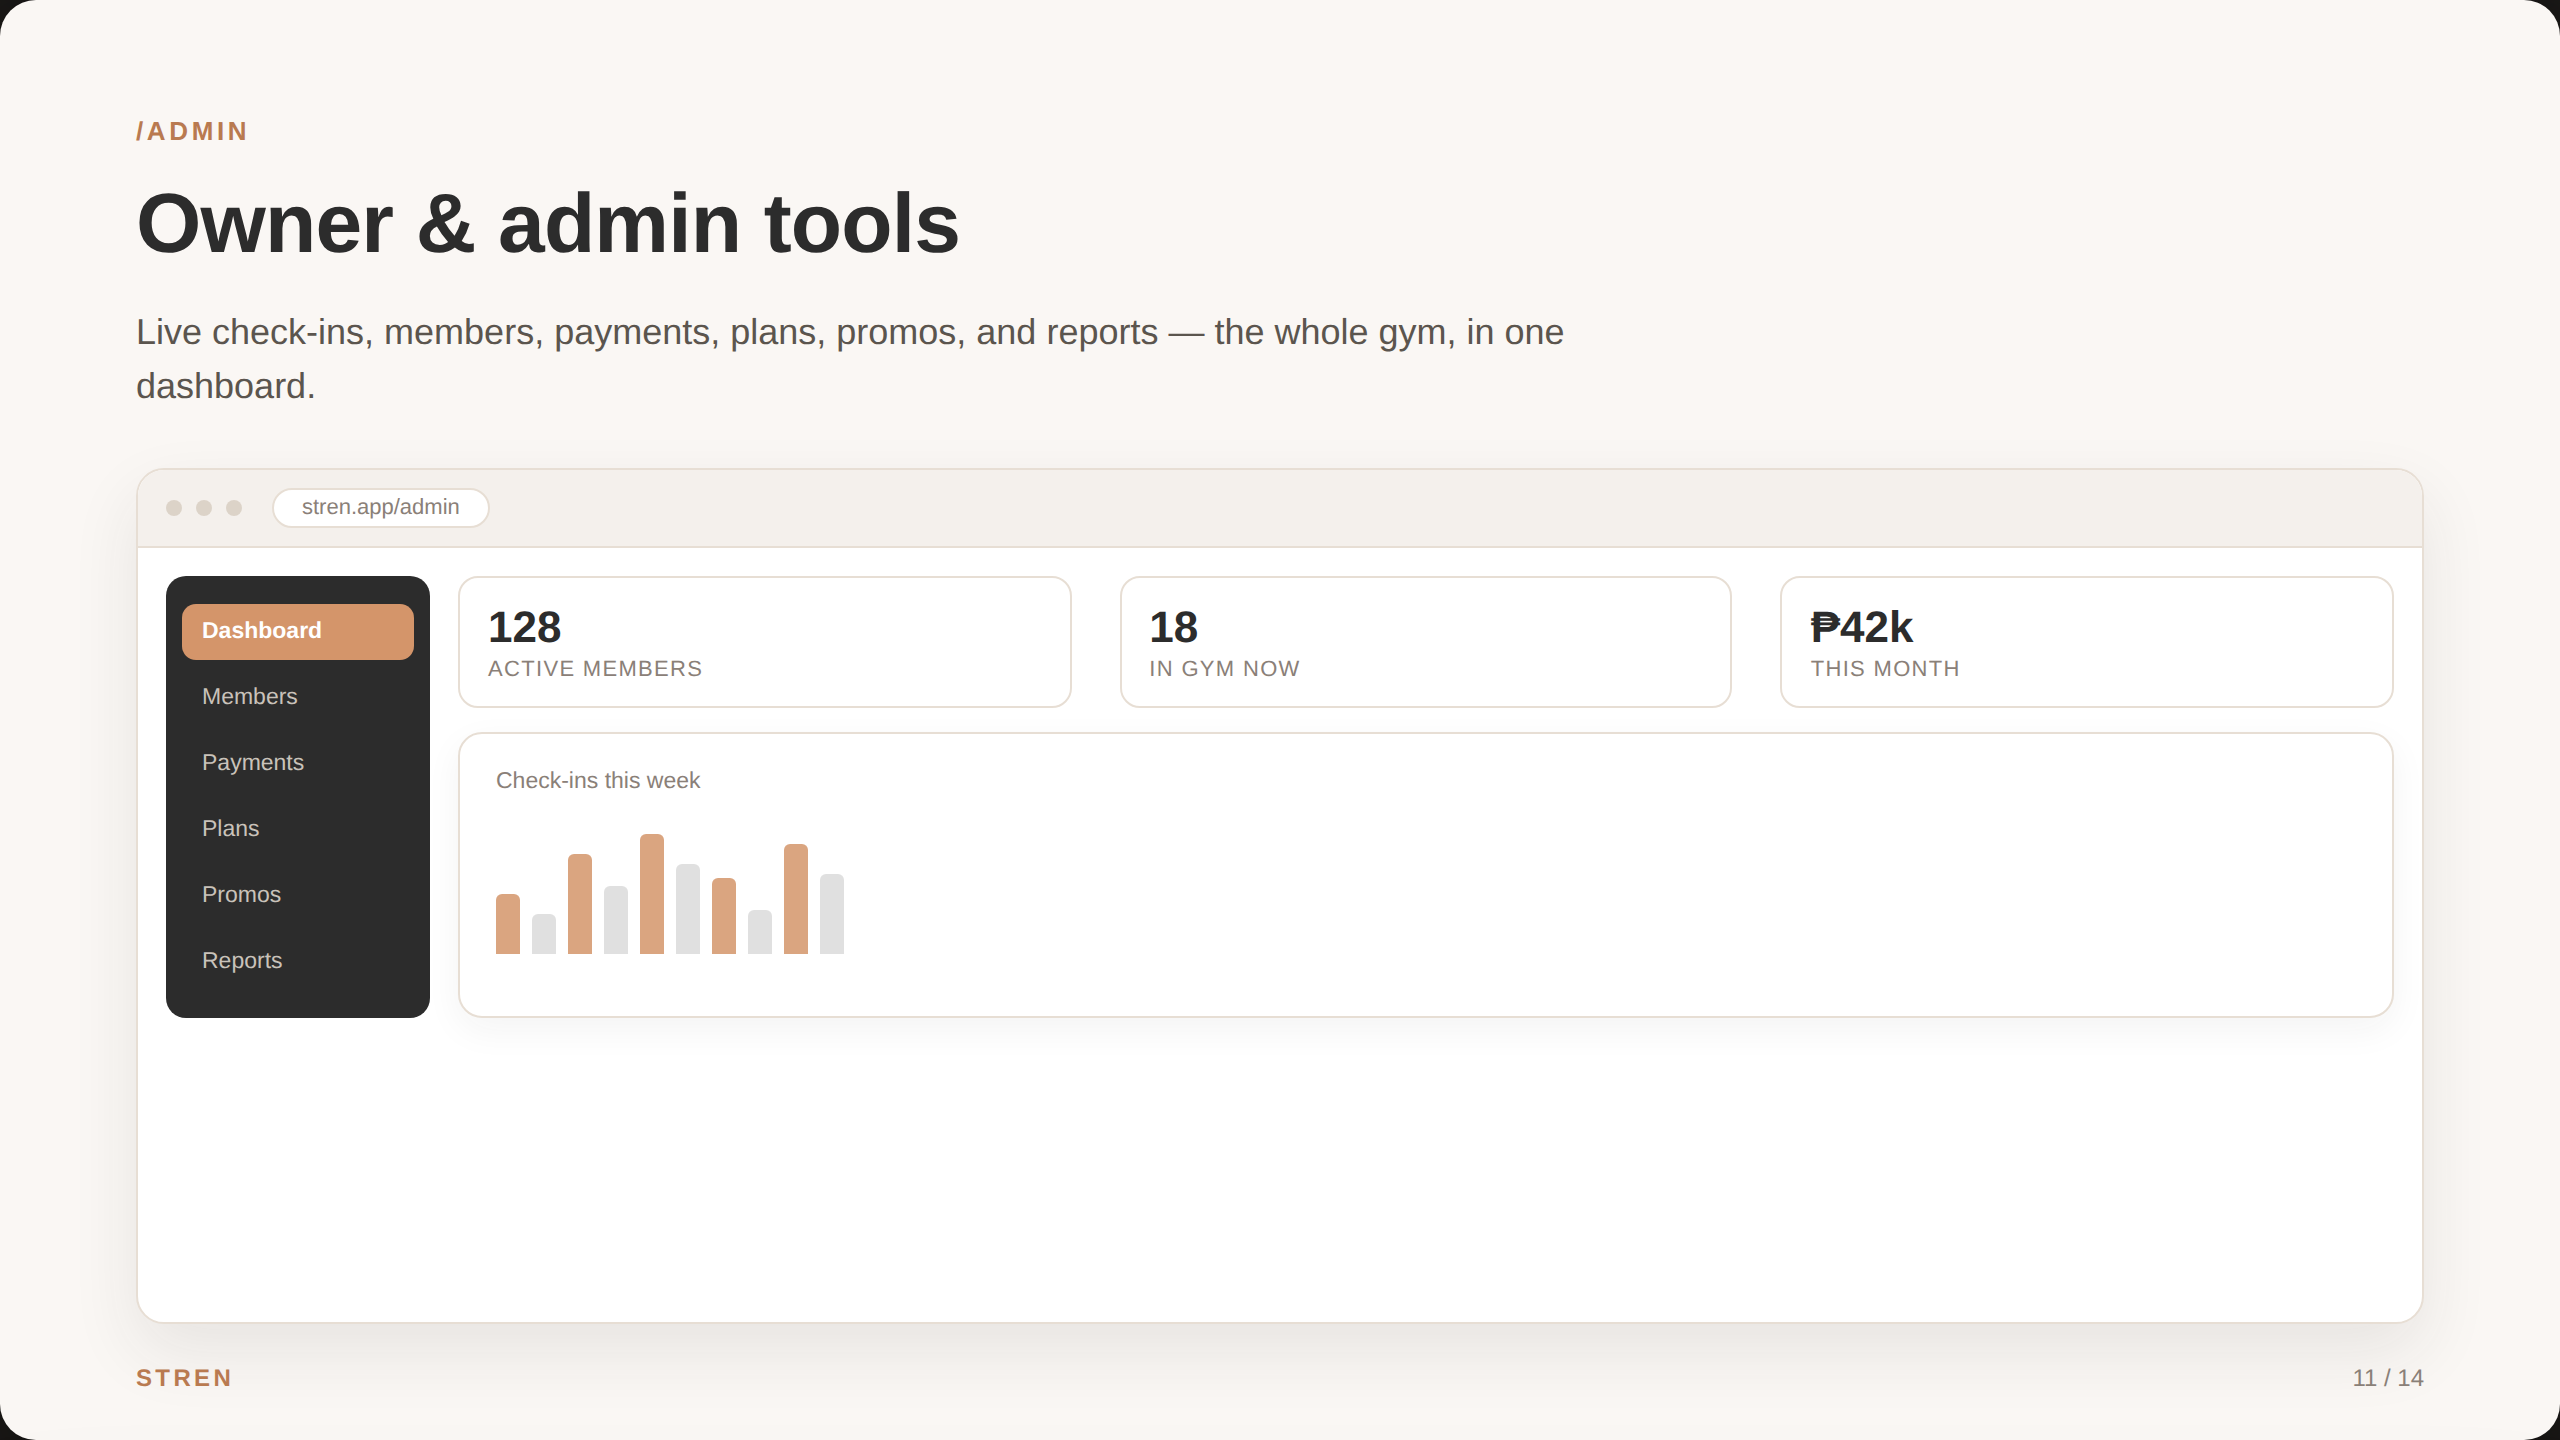 /ADMIN
Owner & admin tools
Live check-ins, members, payments, plans, promos, and reports — the whole gym, in one
dashboard.
stren.app/admin
Dashboard
Members
Payments
Plans
Promos
Reports
128
ACTIVE MEMBERS
18
IN GYM NOW
₱42k
THIS MONTH
Check-ins this week
STREN
11 / 14